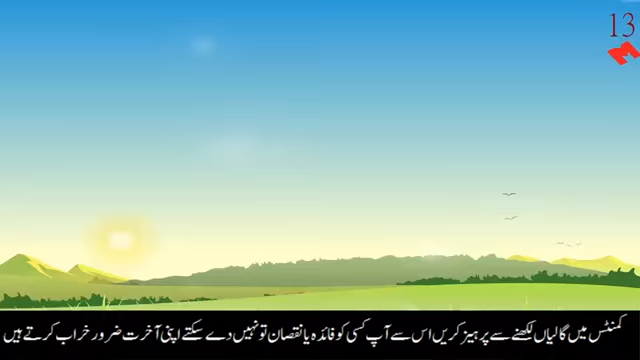 13
کمنٹس میں گالیاں لکھنے سے پرہیز کریں اس سے آپ کسی کو فائدہ یا نقصان تو نہیں دے سکتے اپنی آخرت ضرور خراب کرتے ہیں